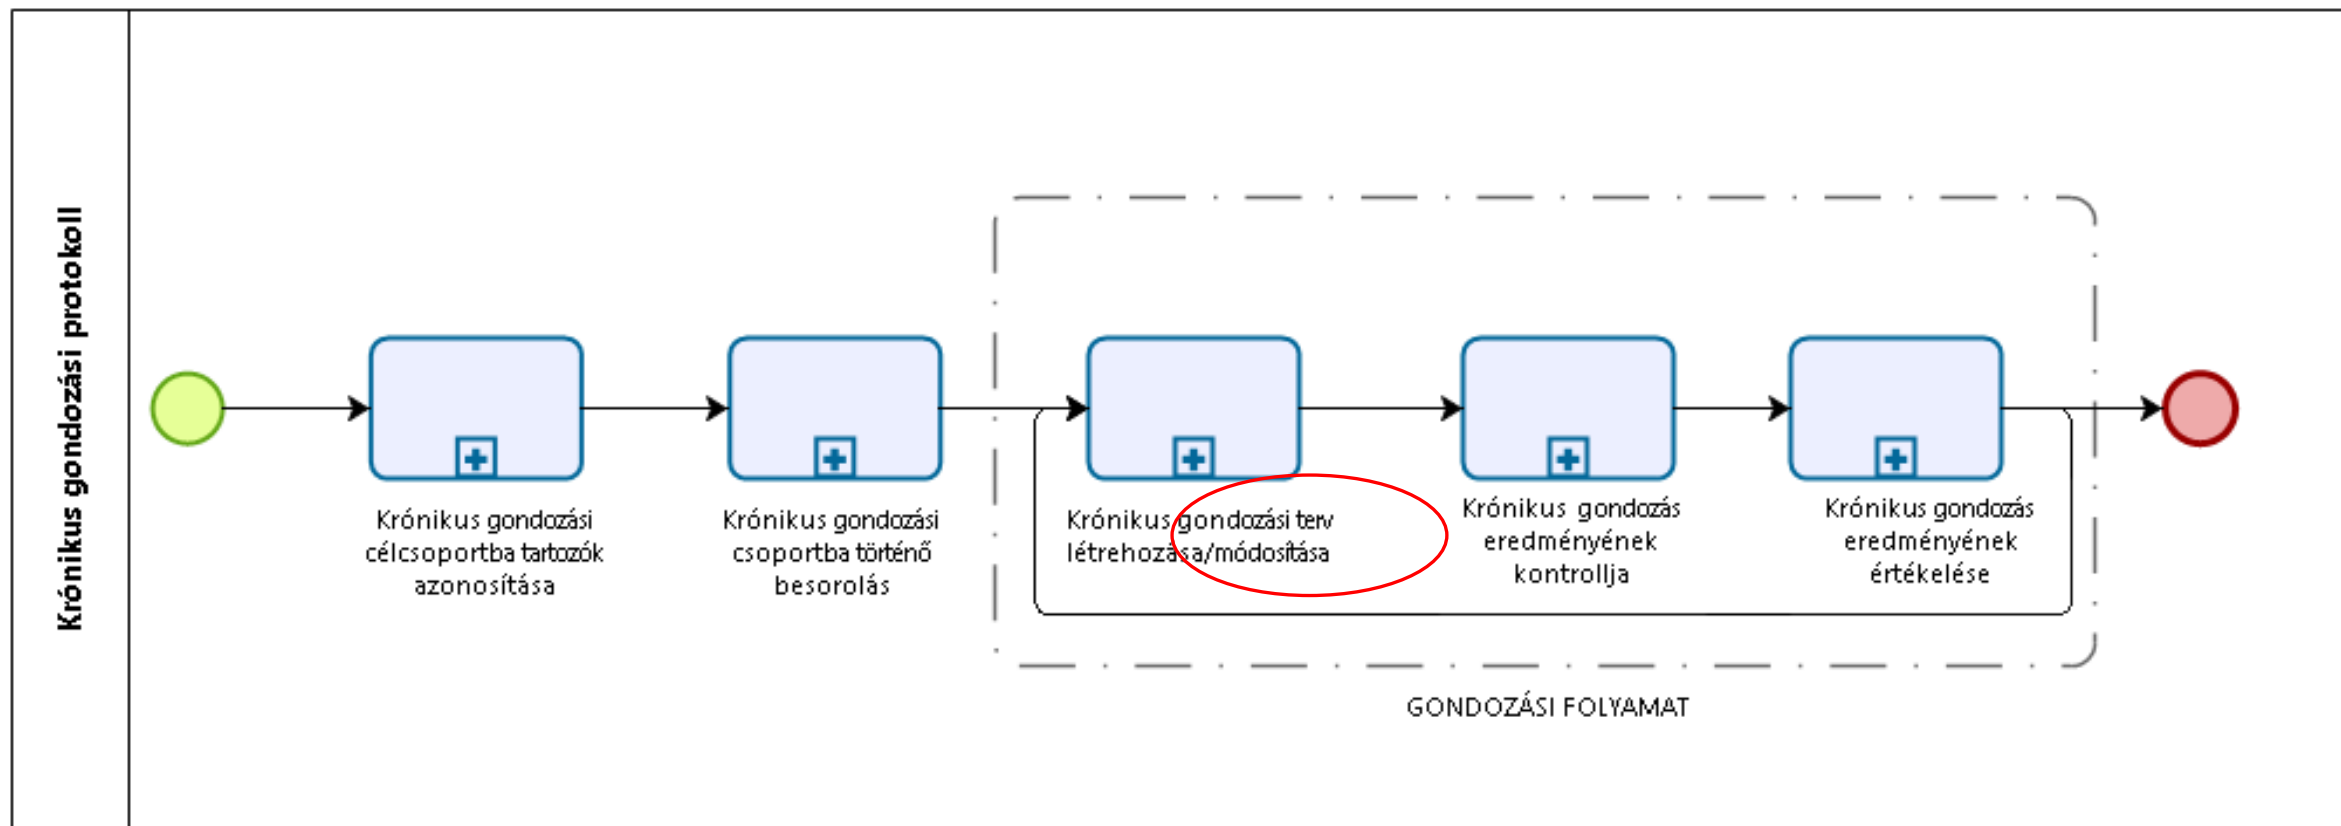 Krónikus gondozási protokoll
Krónikus gondozási
célcsoportba tartozók
azonosítása
Krónikus gondozási
csoportba történő
besorolás
Krónikus gondozási terv
létrehozása/módosítása
Krónikus gondozás
eredményének
kontrollja
Krónikus gondozás
eredményének
értékelése
GONDOZÁSI FOLYAMAT